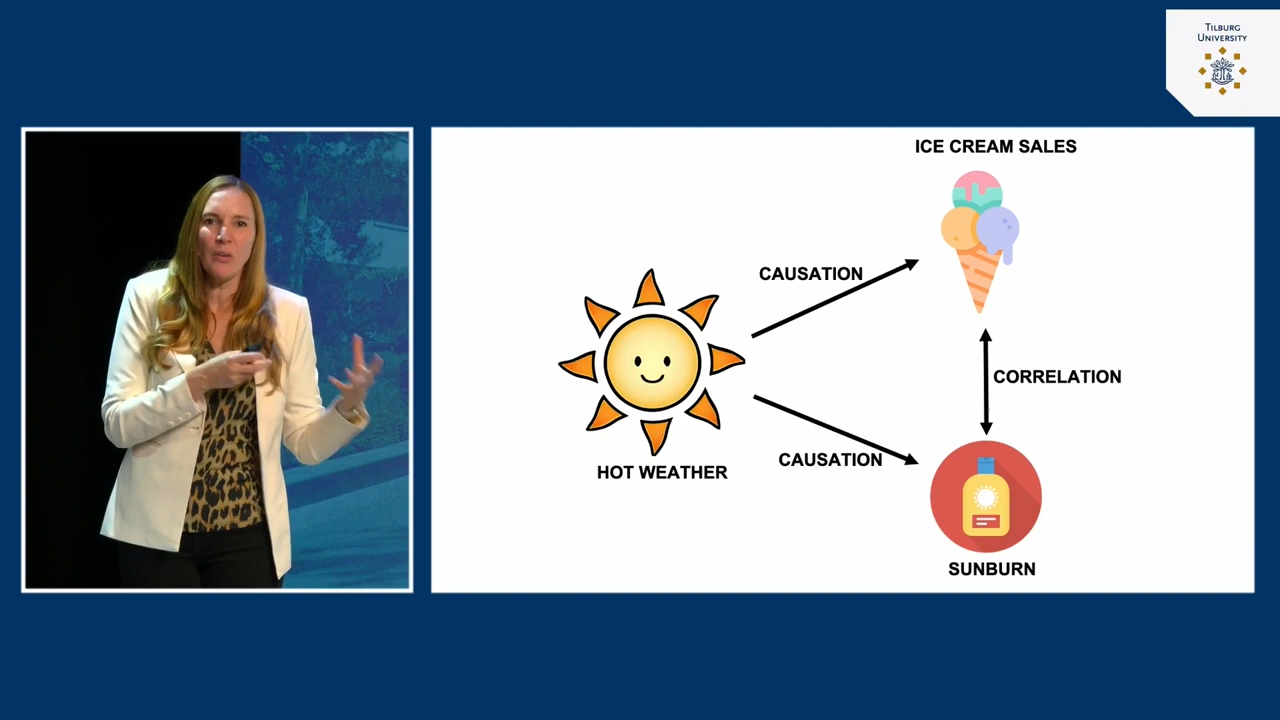 TILBURG
UNIVERSITY
ICE CREAM SALES
CAUSATION
CORRELATION
CAUSATION
HOT WEATHER
SUNBURN